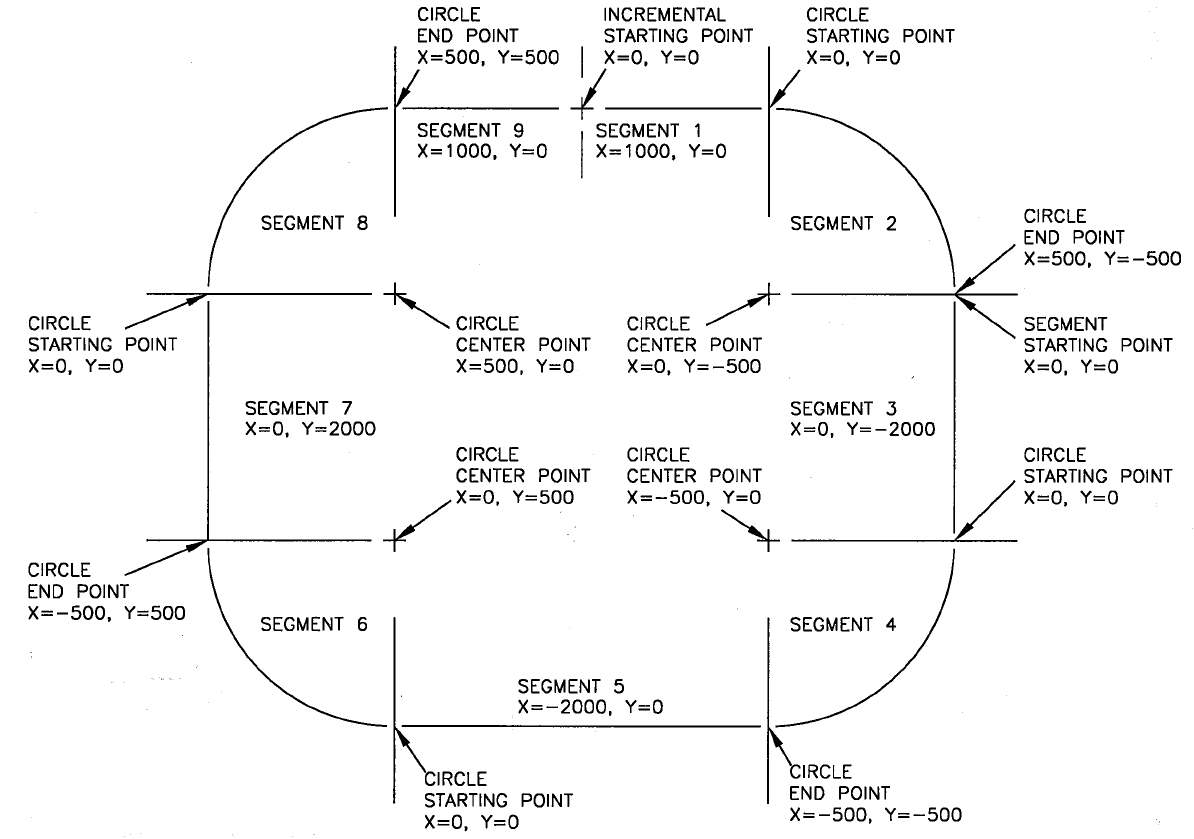 CIRCLE
END POINT
X=500, Y=500
INCREMENTAL
STARTING POINT
X=0, Y=0
CIRCLE
STARTING POINT
X=0, Y=0
SEGMENT 9
X=1000, Y=0
SEGMENT 1
X=1000, Y=0
SEGMENT 8
SEGMENT 2
CIRCLE
END POINT
X=500, Y=-500
CIRCLE
STARTING POINT
X=0, Y=0
CIRCLE
CENTER POINT
X=500, Y=0
CIRCLE
CENTER POINT
X=0, Y=-500
SEGMENT
STARTING POINT
X=0, Y=0
SEGMENT 7
X=0, Y=2000
SEGMENT 3
X=0, Y=-2000
CIRCLE
CENTER POINT
X=0, Y=500
CIRCLE
CENTER POINT
X=-500, Y=0
CIRCLE
STARTING POINT
X=0, Y=0
CIRCLE
END POINT
X=-500, Y=500
SEGMENT 6
SEGMENT 4
SEGMENT 5
X=-2000, Y=0
CIRCLE
STARTING POINT
X=0, Y=0
CIRCLE
END POINT
X=-500, Y=-500